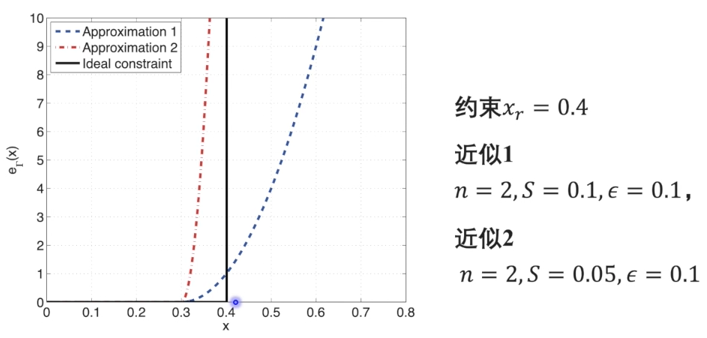 10
9
8
7
6
5
4
3
2
1
0
e_Γ(x)
Approximation 1
Approximation 2
Ideal constraint
0 0.1 0.2 0.3 0.4 0.5 0.6 0.7 0.8
x
约束x_r = 0.4
近似1
n = 2, S = 0.1, ϵ = 0.1，
近似2
n = 2, S = 0.05, ϵ = 0.1